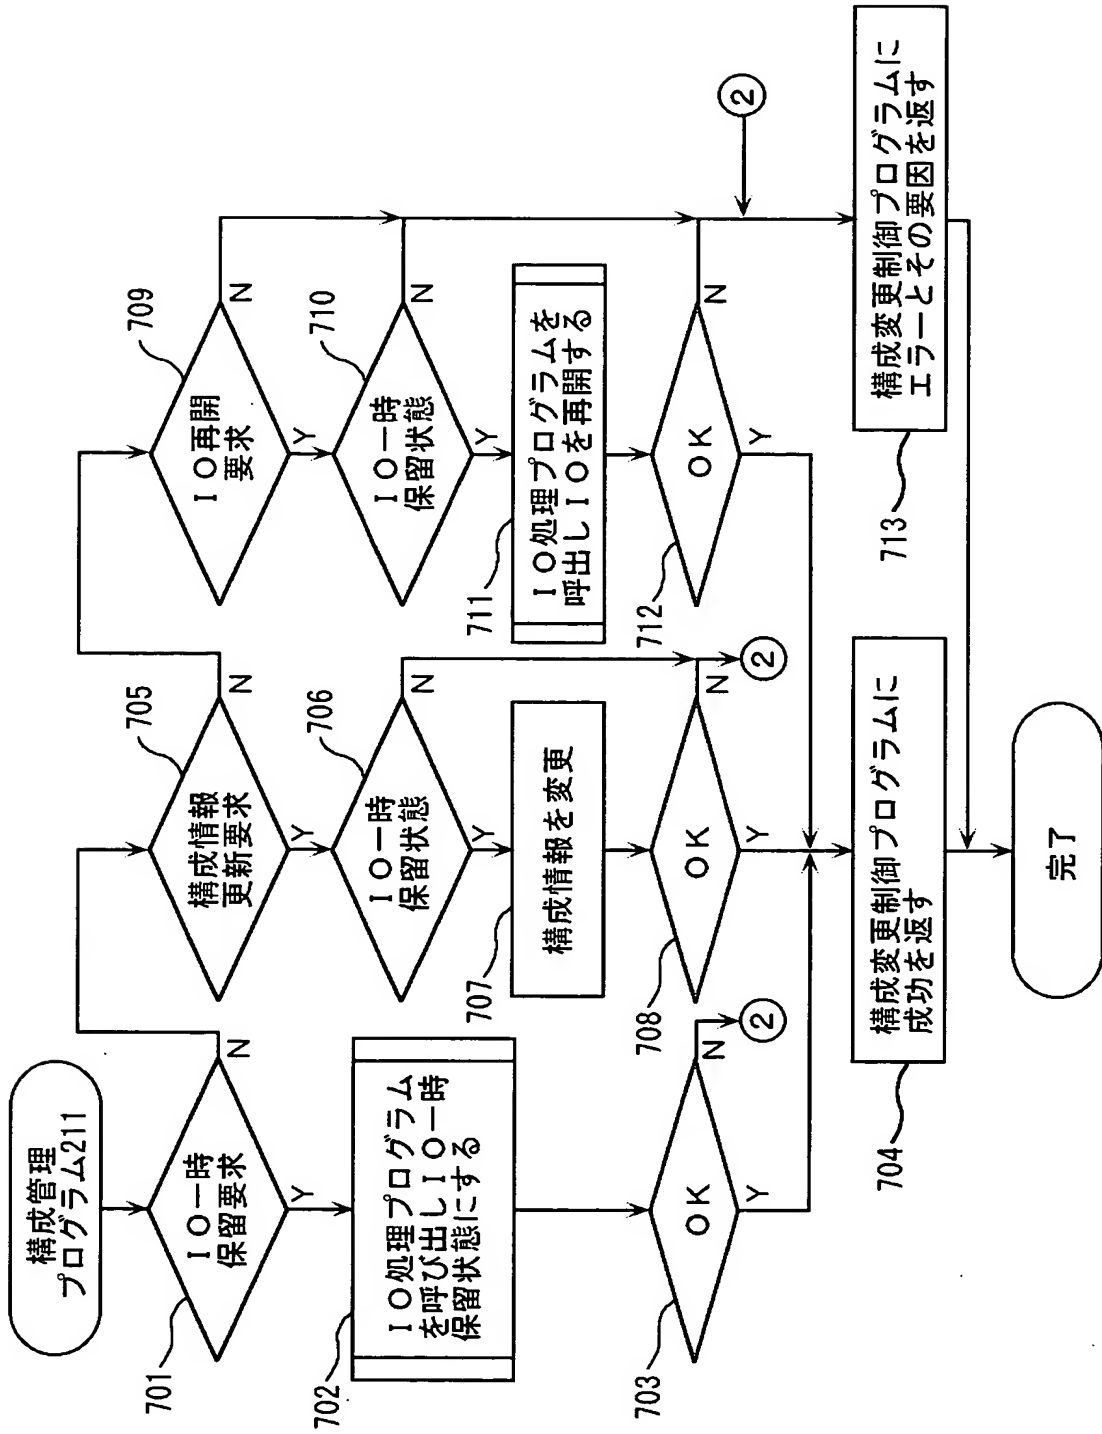 構成管理
プログラム211
701
IO一時
保留要求
Y
N
702
IO処理プログラム
を呼び出しIO一時
保留状態にする
703
OK
Y
N
②
705
構成情報
更新要求
Y
N
706
IO一時
保留状態
Y
N
707
構成情報を変更
708
OK
Y
N
②
709
IO再開
要求
Y
N
710
IO一時
保留状態
Y
N
711
IO処理プログラムを
呼出しIOを再開する
712
OK
Y
N
②
704
構成変更制御プログラムに
成功を返す
713
構成変更制御プログラムに
エラーとその要因を返す
完了